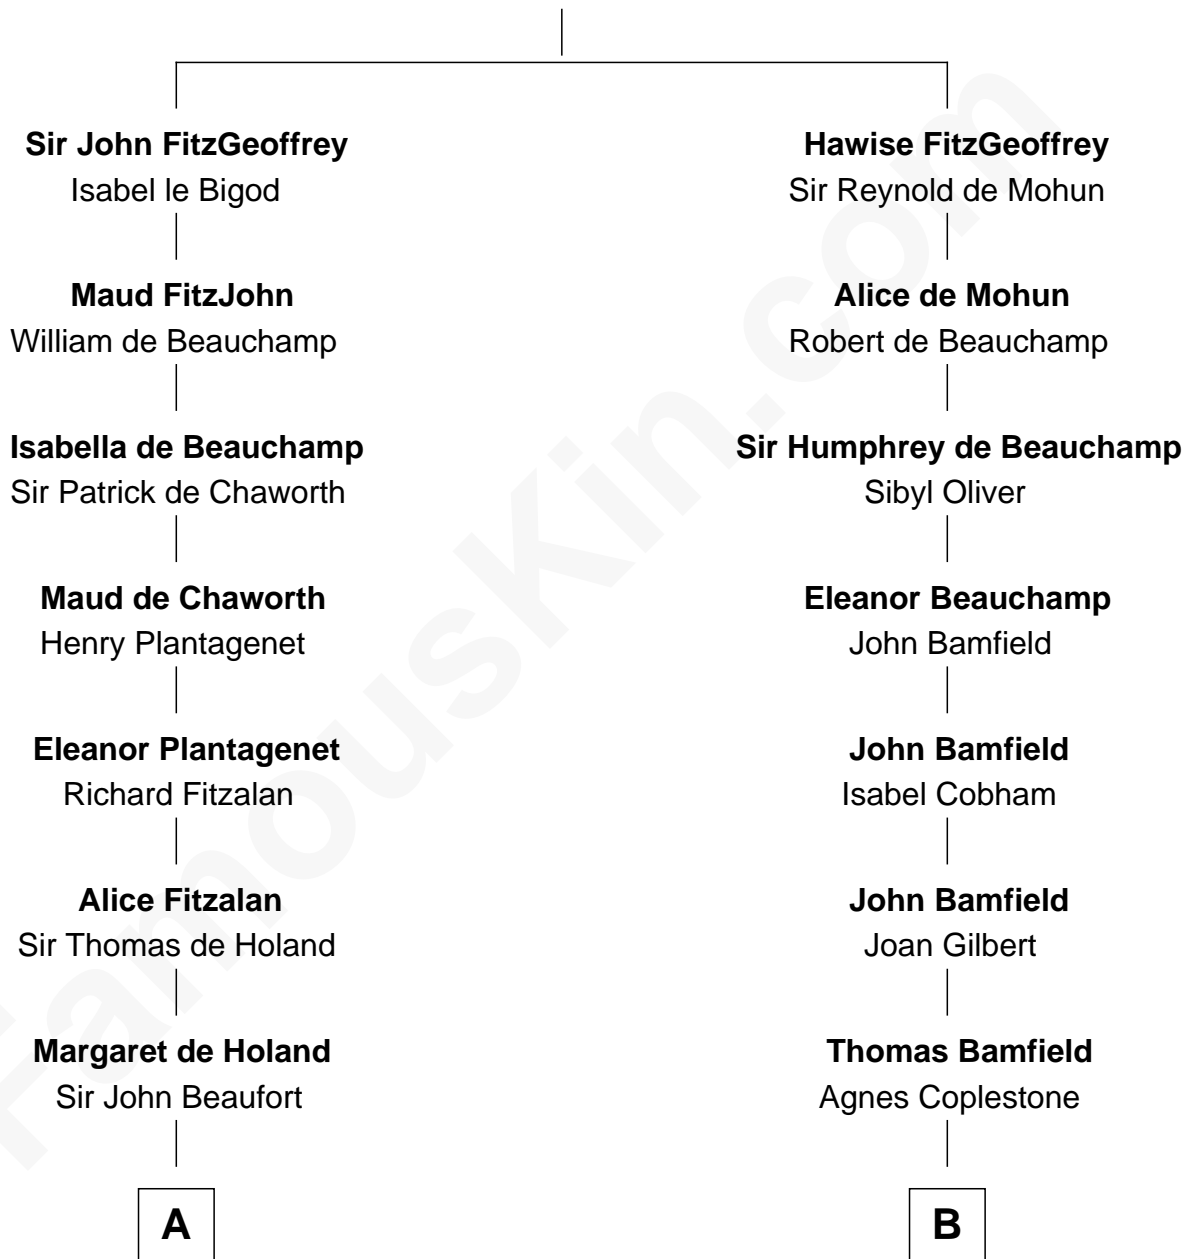 Sir John FitzGeoffrey
Isabel le Bigod
Maud FitzJohn
William de Beauchamp
Isabella de Beauchamp
Sir Patrick de Chaworth
Maud de Chaworth
Henry Plantagenet
Eleanor Plantagenet
Richard Fitzalan
Alice Fitzalan
Sir Thomas de Holand
Margaret de Holand
Sir John Beaufort
A
Hawise FitzGeoffrey
Sir Reynold de Mohun
Alice de Mohun
Robert de Beauchamp
Sir Humphrey de Beauchamp
Sibyl Oliver
Eleanor Beauchamp
John Bamfield
John Bamfield
Isabel Cobham
John Bamfield
Joan Gilbert
Thomas Bamfield
Agnes Coplestone
B
FamousKin.com